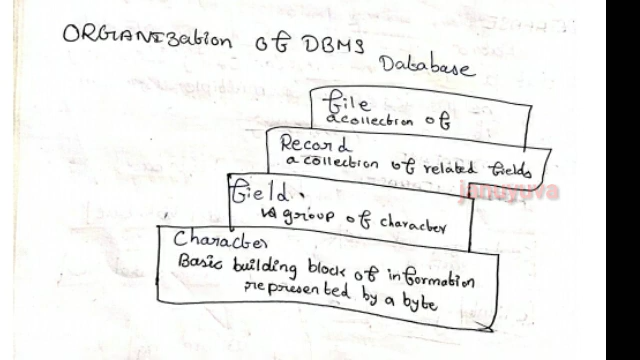 ORGANIZation Of DBMS
Database
file
a collection of
Record
a collection of related fields
januyuva
field
A group of character
Character
Basic building block of information
represented by a byte